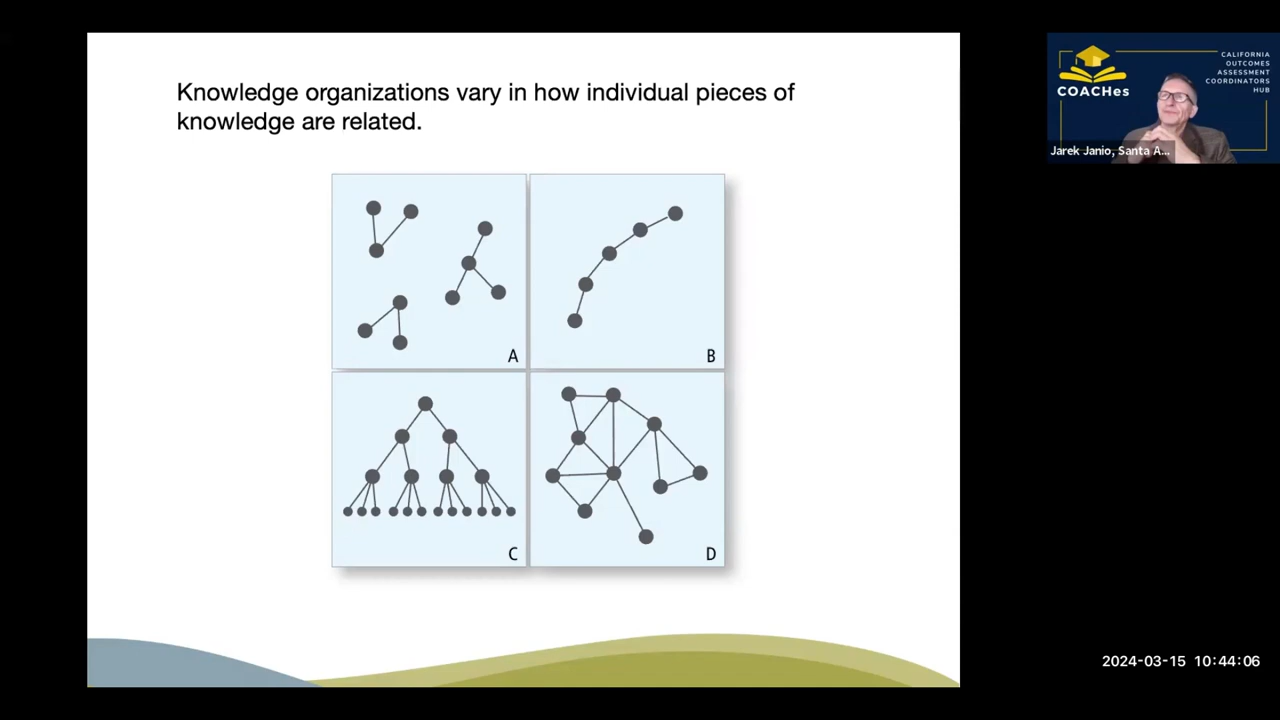 Knowledge organizations vary in how individual pieces of
knowledge are related.
A
B
C
D
COACHes
CALIFORNIA
OUTCOMES
ASSESSMENT
COORDINATORS
HUB
Jarek Janio, Santa A...
2024-03-15 10:44:06